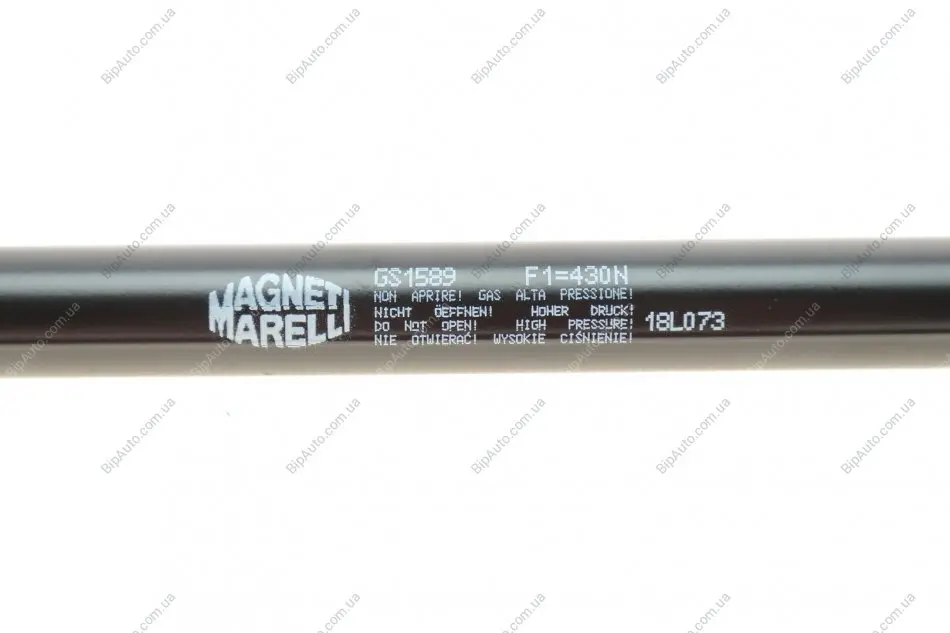 MAGNETI
MARELLI
GS1589 F1=430N
NON APRIRE! GAS ALTA PRESSIONE!
NICHT ÖEFFNEN! HOHER DRUCK!
DO NOT OPEN! HIGH PRESSURE!
NIE OTWIERAĆ! WYSOKIE CIŚNIENIE!
18L073
BipAuto.com.ua